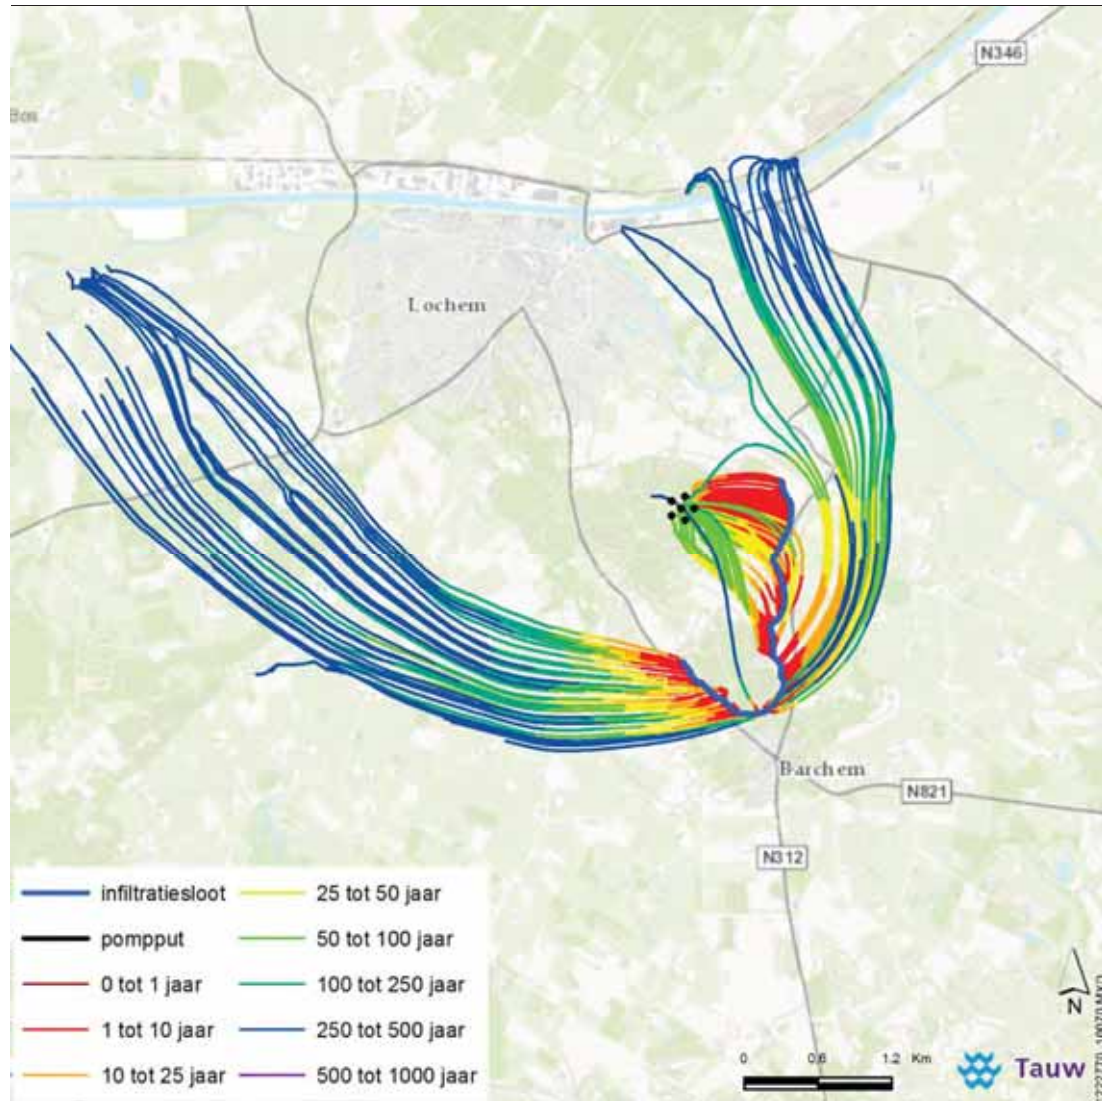 N346
Bos
Lochem
Barchem
N821
N312
infiltratiesloot
pompput
0 tot 1 jaar
1 tot 10 jaar
10 tot 25 jaar
25 tot 50 jaar
50 tot 100 jaar
100 tot 250 jaar
250 tot 500 jaar
500 tot 1000 jaar
N
0 0.6 1.2 Km
Tauw